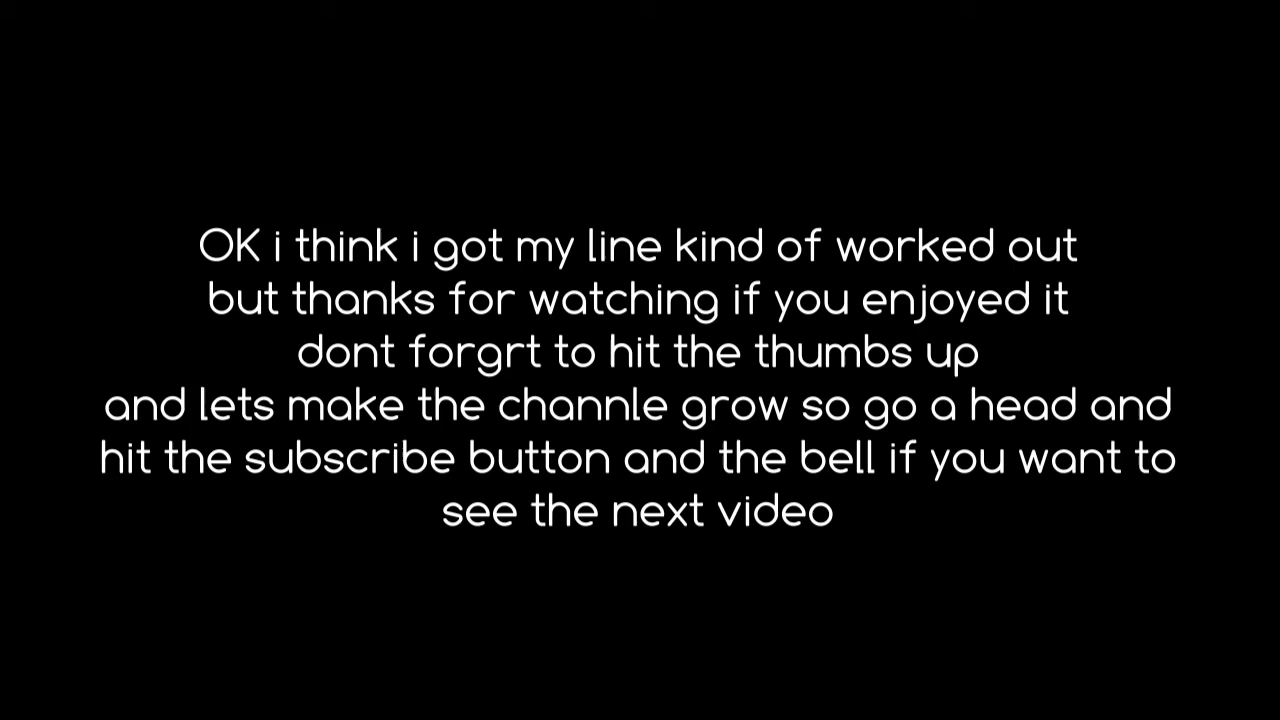 OK i think i got my line kind of worked out
but thanks for watching if you enjoyed it
dont forgrt to hit the thumbs up
and lets make the channle grow so go a head and
hit the subscribe button and the bell if you want to
see the next video